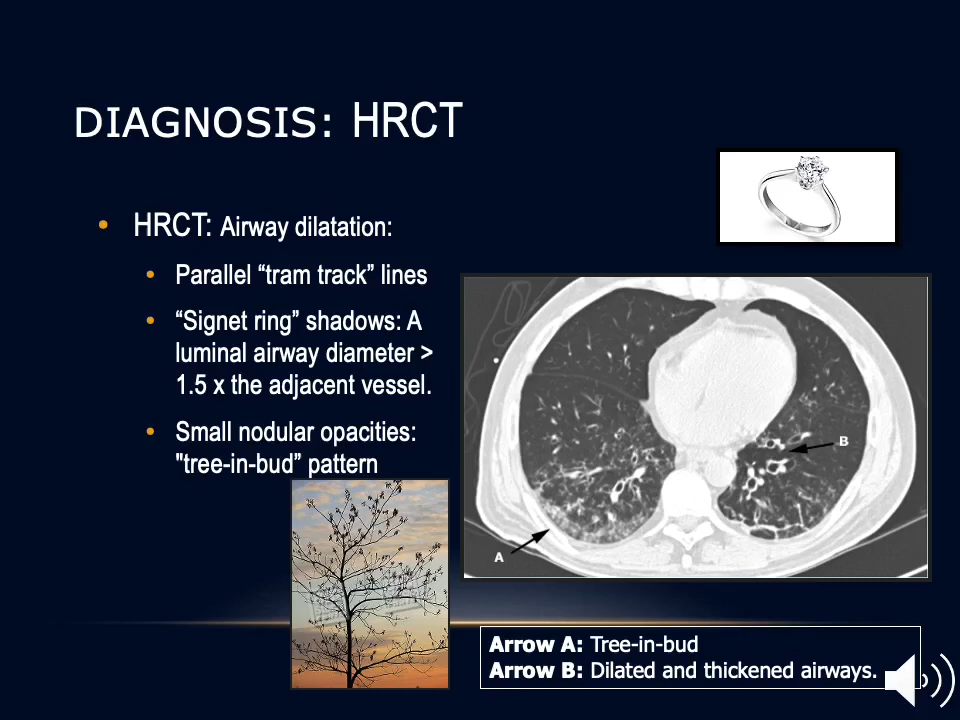 DIAGNOSIS: HRCT
• HRCT: Airway dilatation:
• Parallel “tram track” lines
• “Signet ring” shadows: A
luminal airway diameter >
1.5 x the adjacent vessel.
• Small nodular opacities:
"tree-in-bud” pattern
B
A
Arrow A: Tree-in-bud
Arrow B: Dilated and thickened airways.